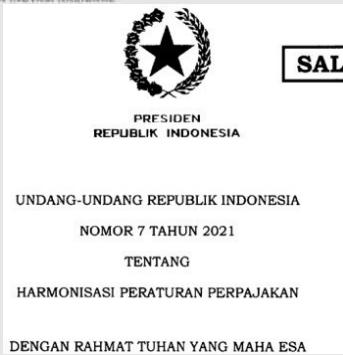 SAL
PRESIDEN
REPUBLIK INDONESIA
UNDANG-UNDANG REPUBLIK INDONESIA
NOMOR 7 TAHUN 2021
TENTANG
HARMONISASI PERATURAN PERPAJAKAN
DENGAN RAHMAT TUHAN YANG MAHA ESA